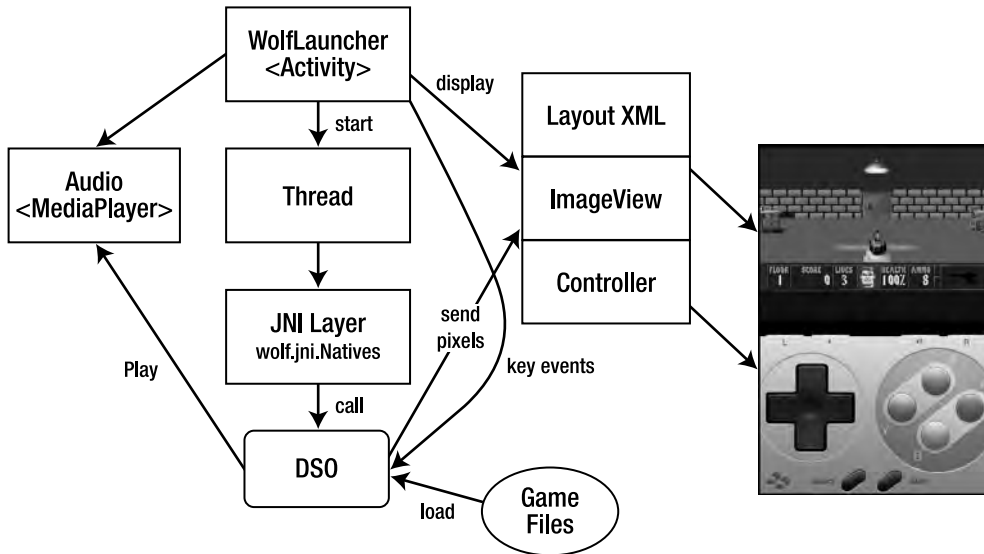 WolfLauncher
<Activity>
display
start
Layout XML
Audio
<MediaPlayer>
Thread
ImageView
Controller
JNI Layer
wolf.jni.Natives
send
pixels
Play
key events
call
DSO
load
Game
Files
FLOOR SCORE LIVES HEALTH AMMO
1 0 3 100% 8
L R
B